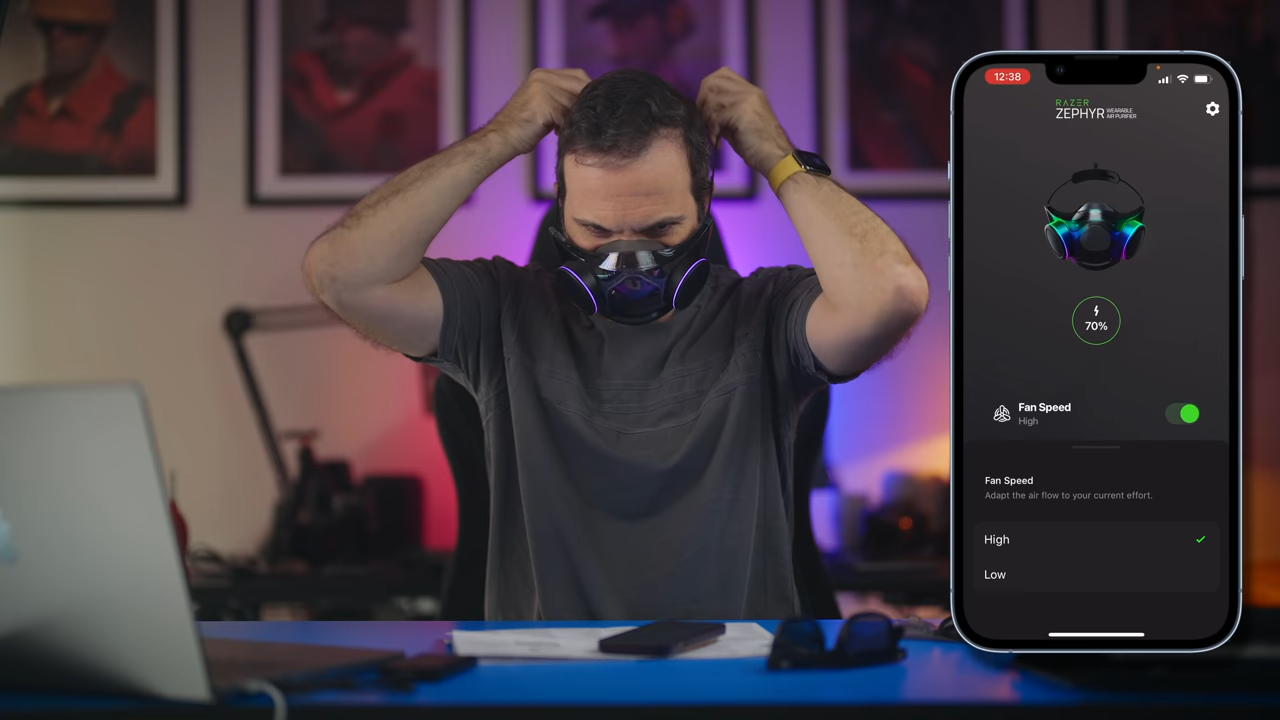 12:38
RAZER
ZEPHYR WEARABLE AIR PURIFIER
70%
Fan Speed
High
Fan Speed
Adapt the air flow to your current effort.
High
Low